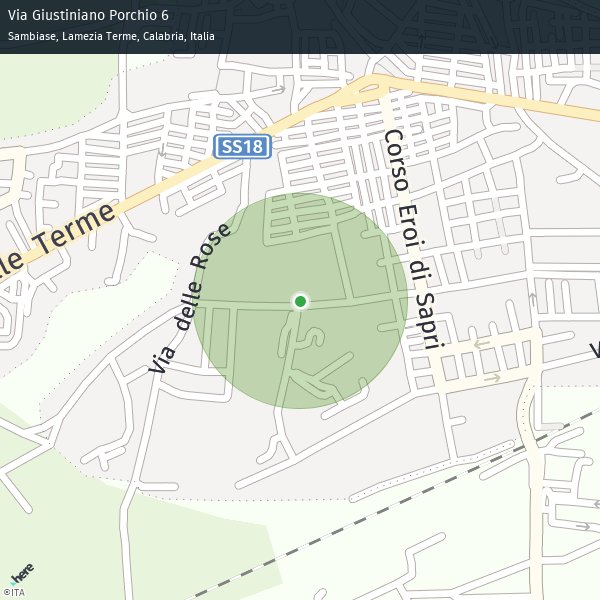 Via Giustiniano Porchio 6
Sambiase, Lamezia Terme, Calabria, Italia
SS18
Corso Eroi di Sapri
le Terme
Via delle Rose
V
here
©ITA